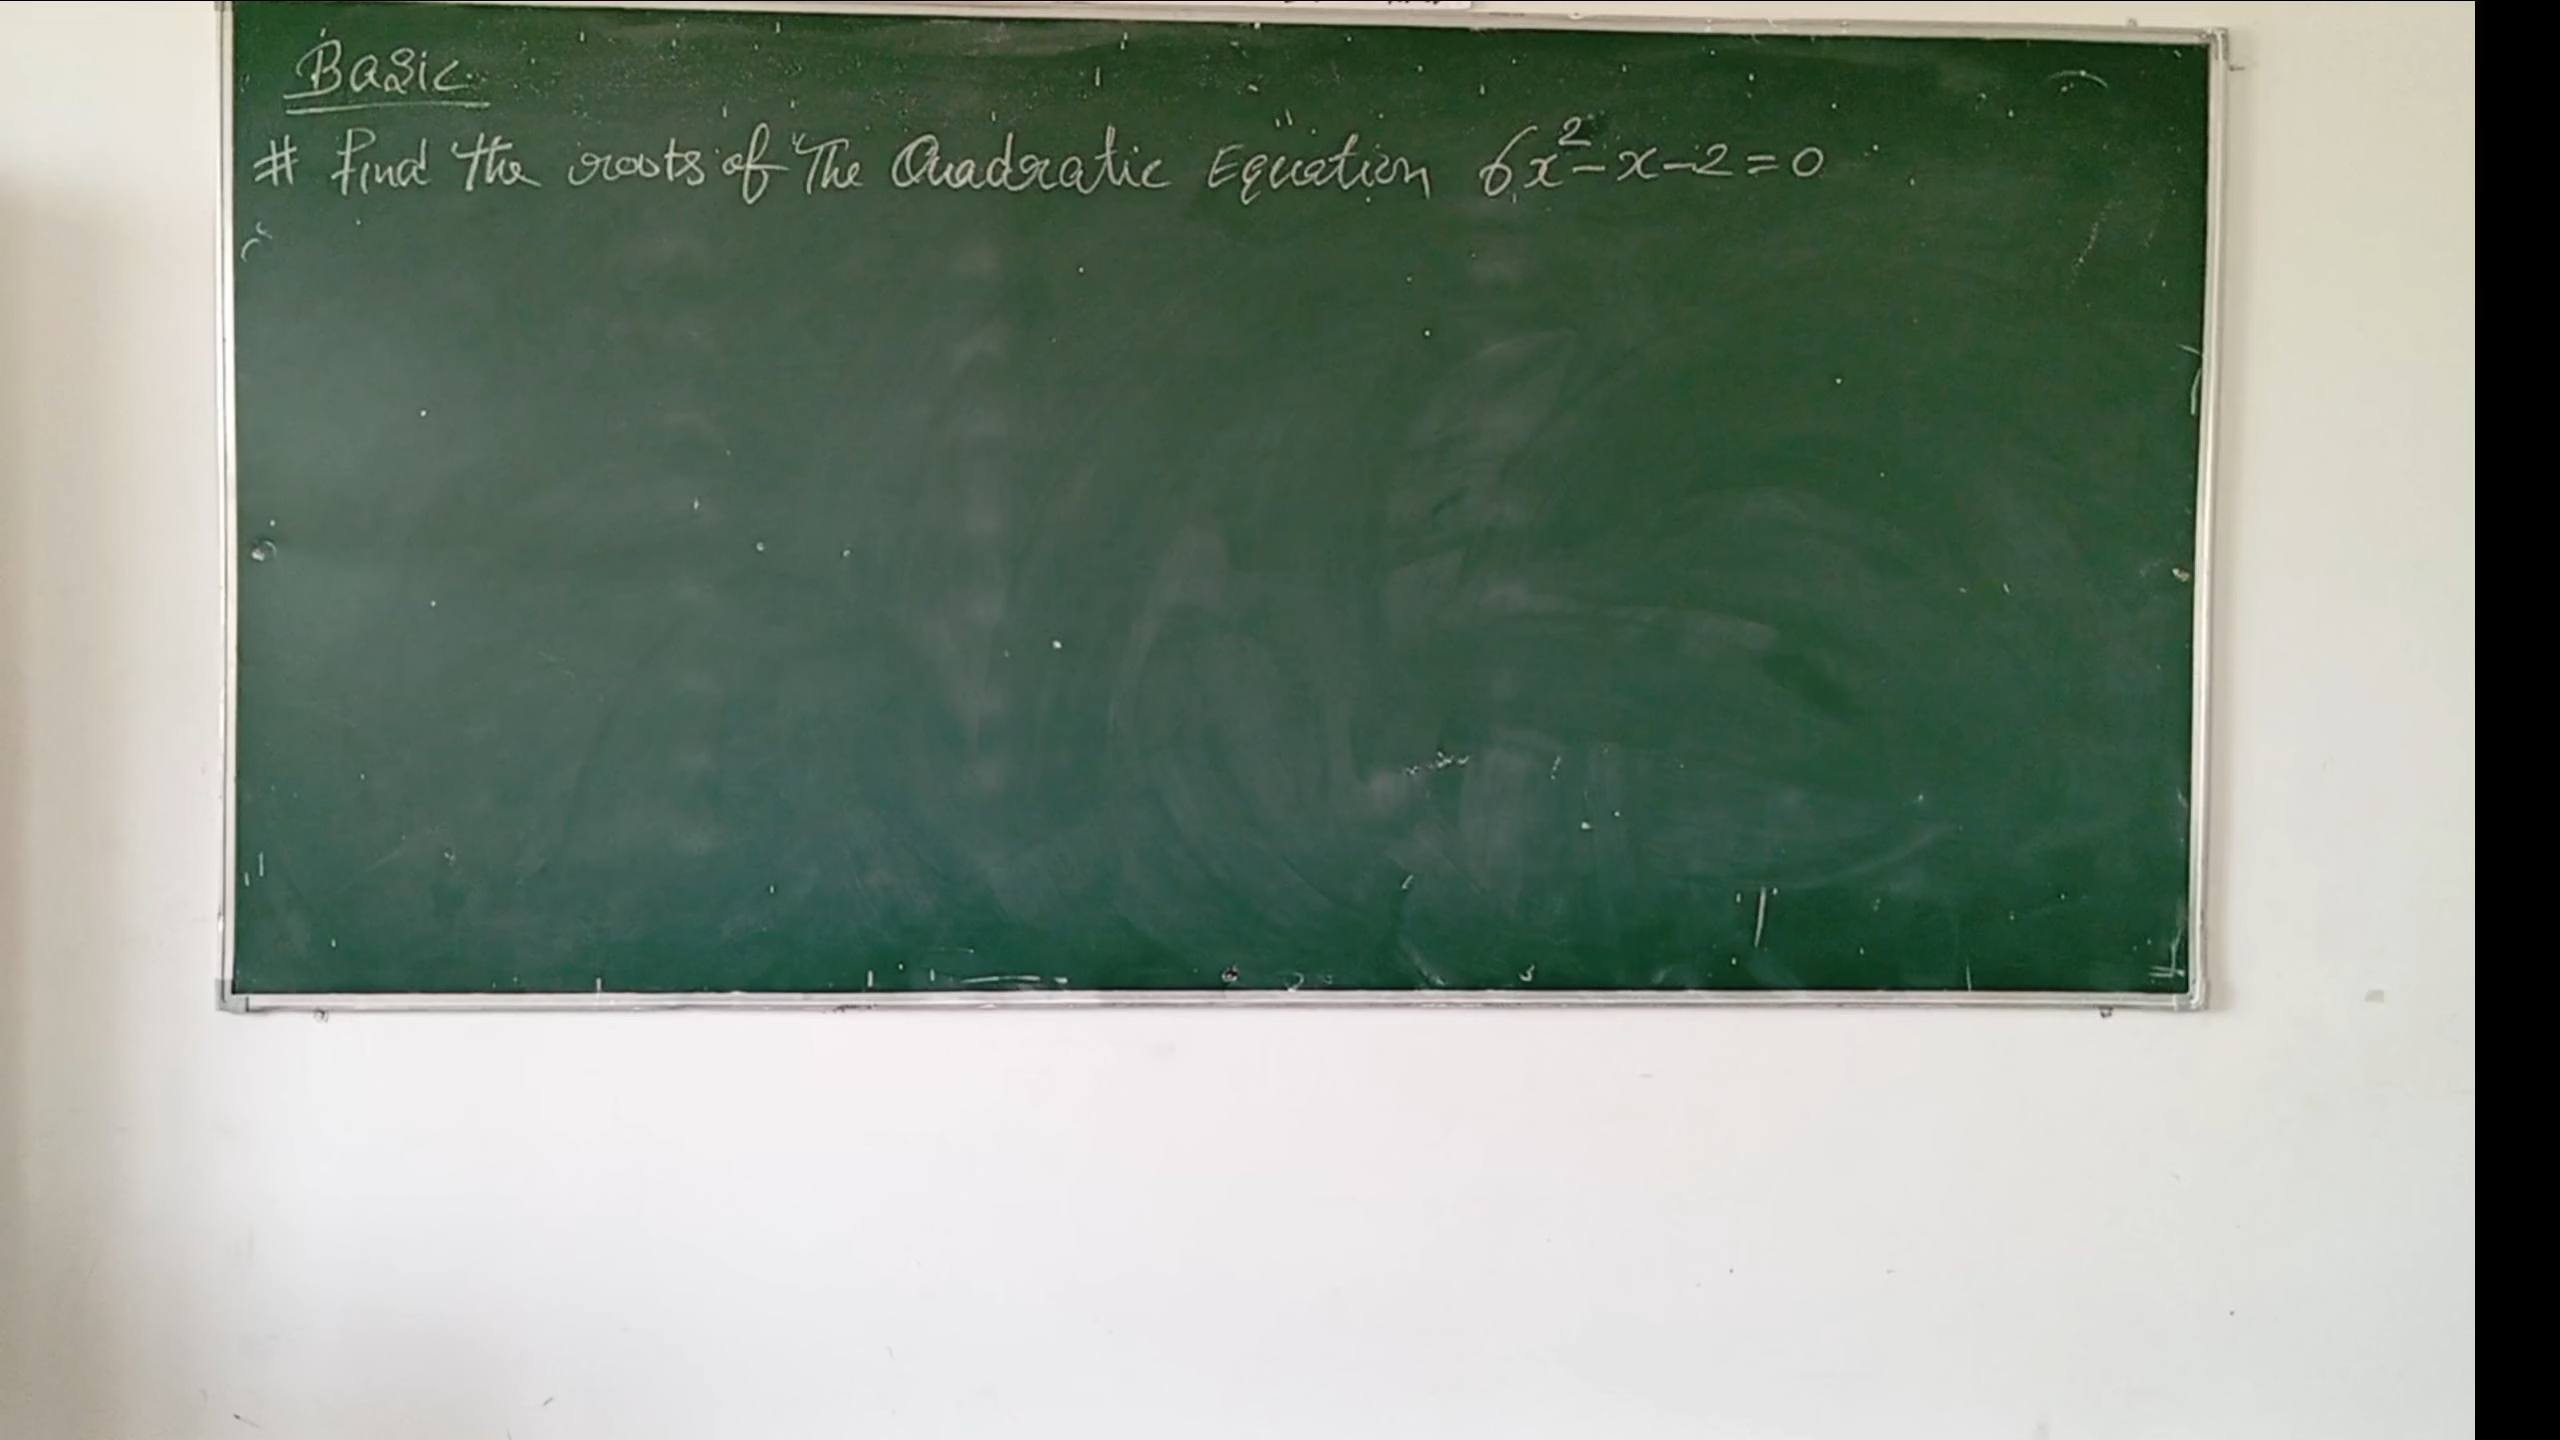 Basic
# find the roots of The Quadratic Equation 6x²-x-2=0